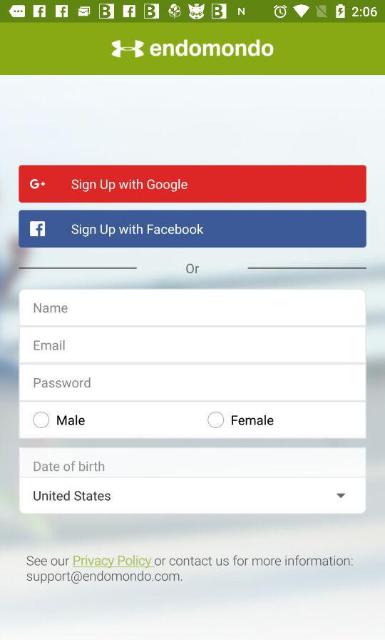 2:06
endomondo
G+ Sign Up with Google
Sign Up with Facebook
Or
Name
Email
Password
Male Female
Date of birth
United States
See our Privacy Policy or contact us for more information:
support@endomondo.com.